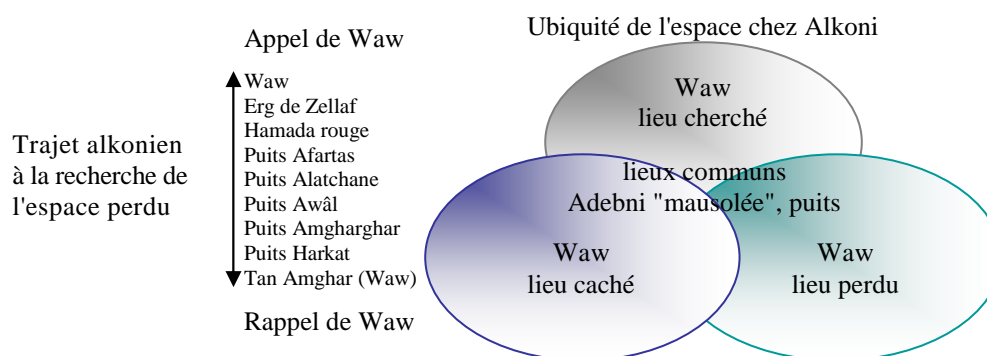 Appel de Waw
Ubiquité de l'espace chez Alkoni
Trajet alkonien
à la recherche de
l'espace perdu
Waw
Erg de Zellaf
Hamada rouge
Puits Afartas
Puits Alatchane
Puits Awâl
Puits Amgharghar
Puits Harkat
Tan Amghar (Waw)
Rappel de Waw
Waw
lieu cherché
lieux communs
Adebni "mausolée", puits
Waw
lieu caché
Waw
lieu perdu